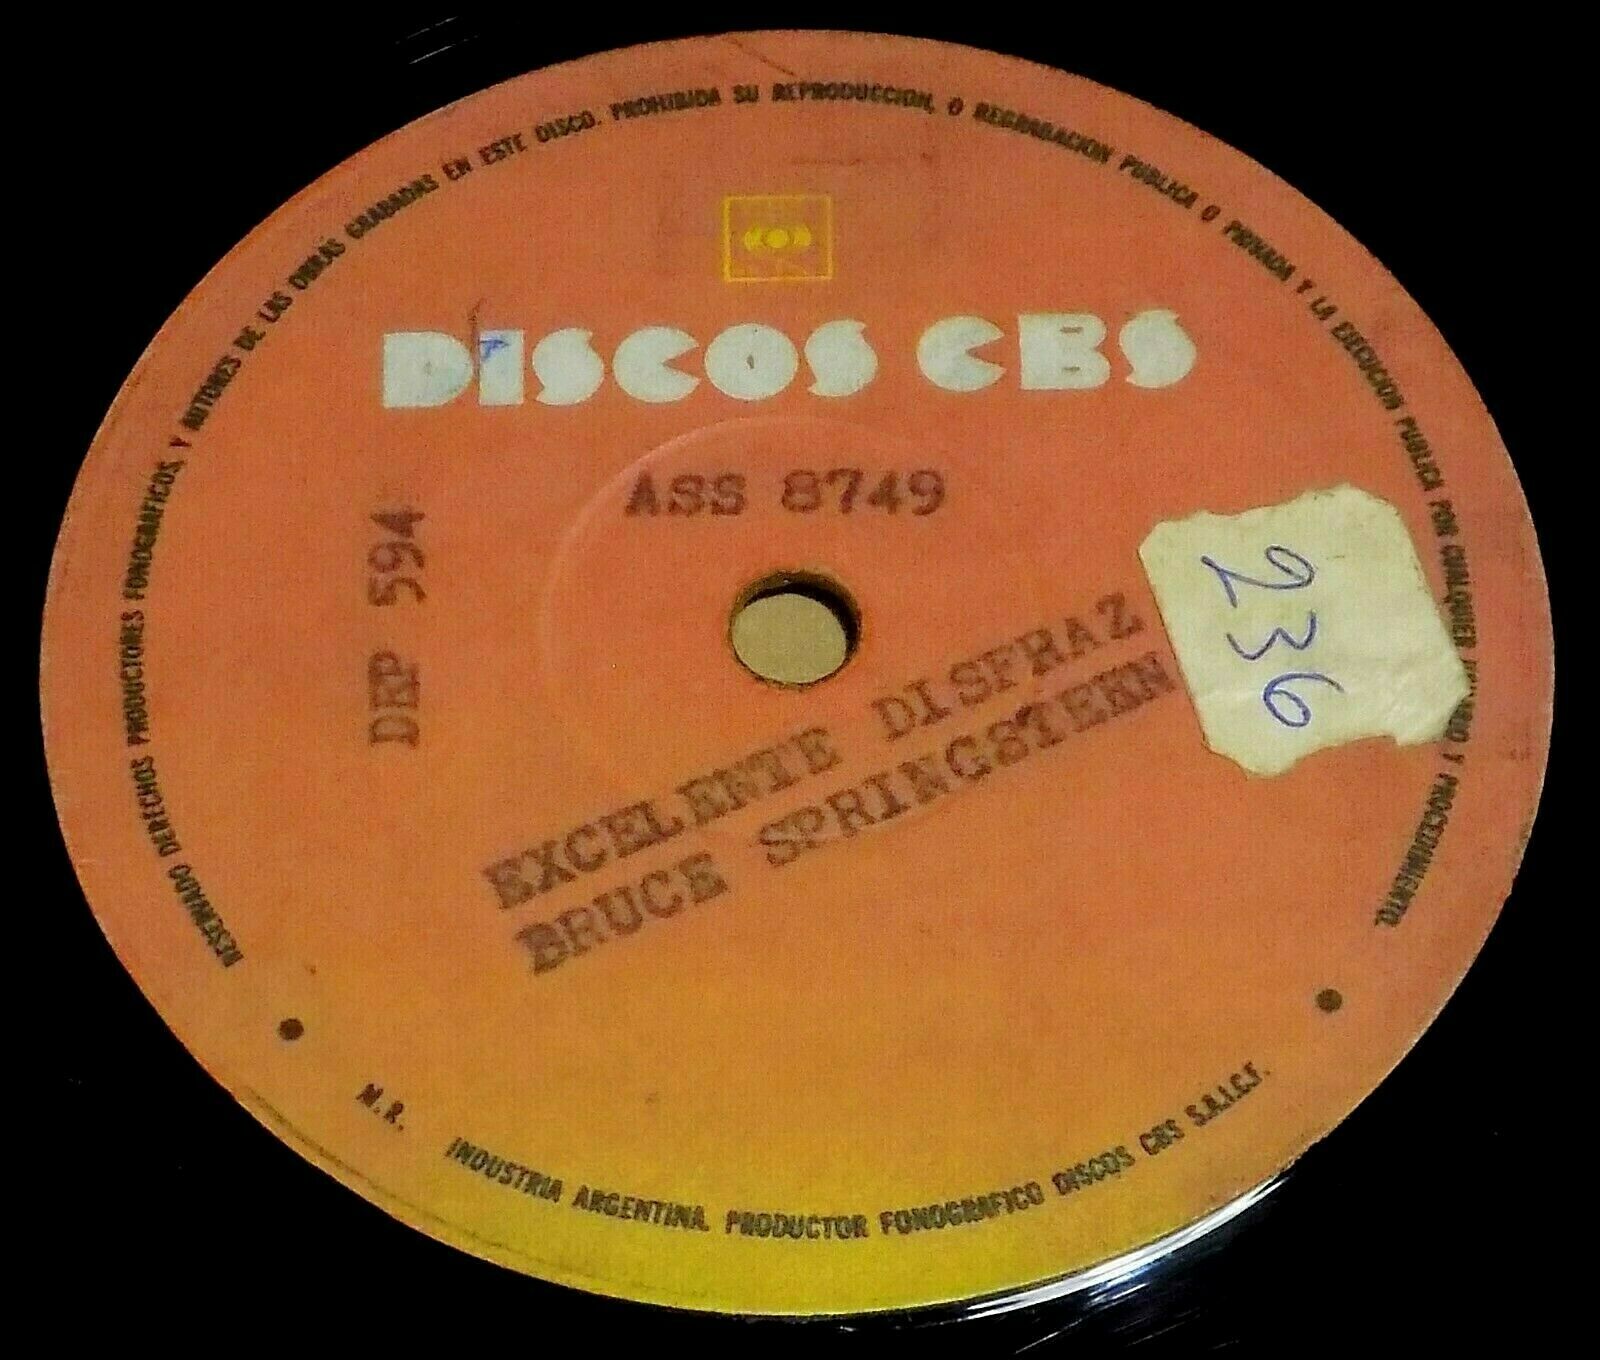 RESERVADO DERECHOS PRODUCTORES FONOGRAFICOS, Y AUTORES DE LAS OBRAS GRABADAS EN ESTE DISCO. PROHIBIDA SU REPRODUCCION, O REGRABACION PUBLICA O PRIVADA Y LA EJECUCION PUBLICA POR CUALQUIER Y PROCEDIMIENTO.
DISCOS CBS
ASS 8749
DEP 594
236
EXCELENTE DISFRAZ
BRUCE SPRINGSTEEN
M.R. INDUSTRIA ARGENTINA. PRODUCTOR FONOGRAFICO DISCOS CBS S.A.I.C.F.